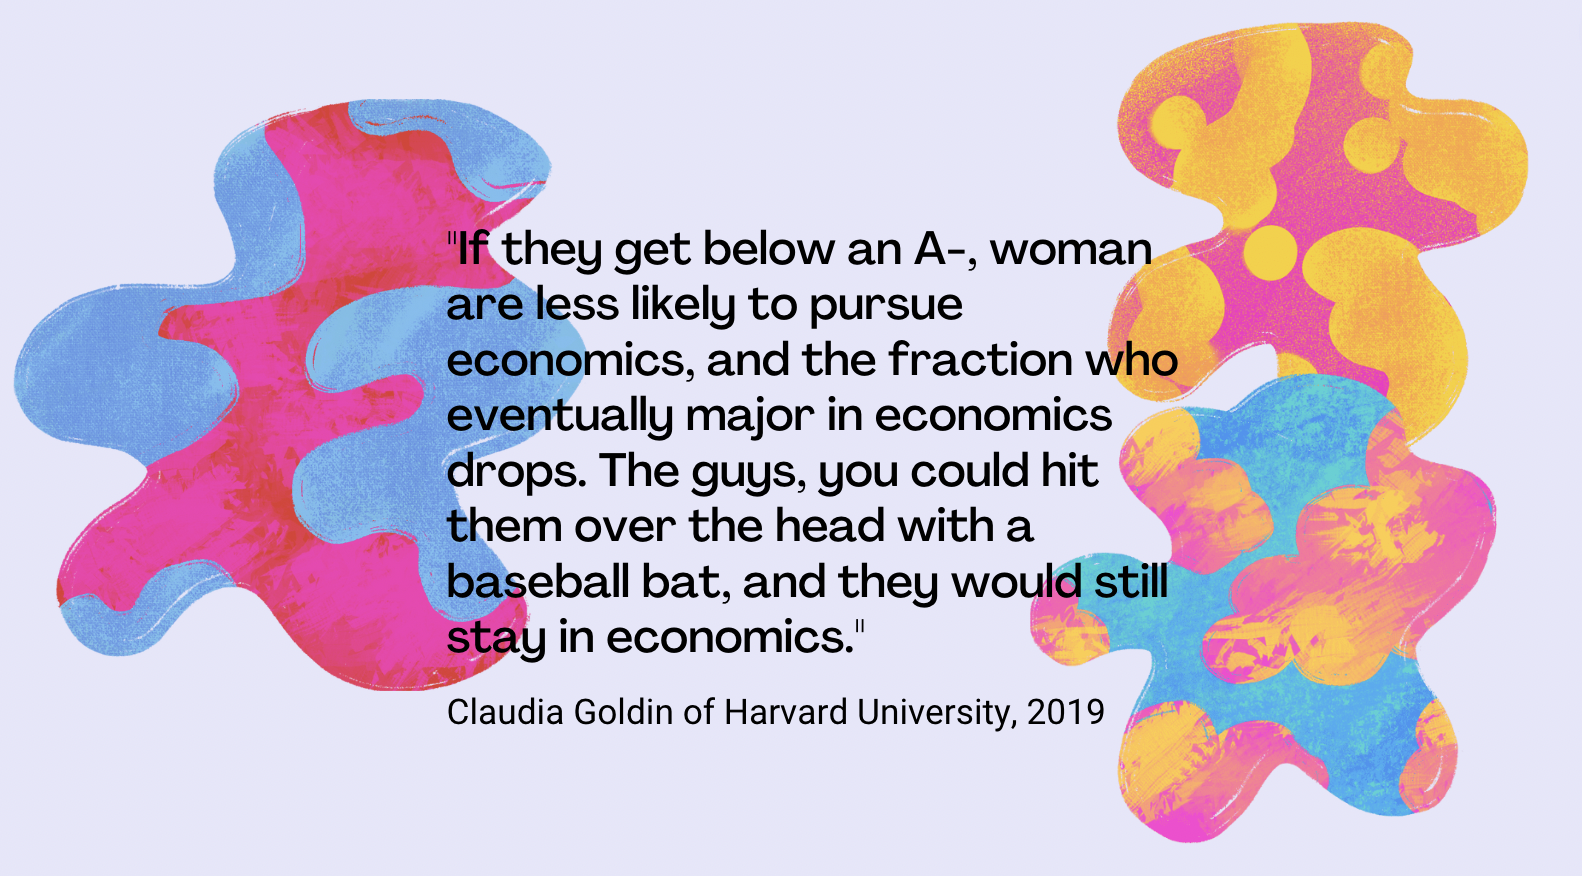 "If they get below an A-, woman
are less likely to pursue
economics, and the fraction who
eventually major in economics
drops. The guys, you could hit
them over the head with a
baseball bat, and they would still
stay in economics."
Claudia Goldin of Harvard University, 2019